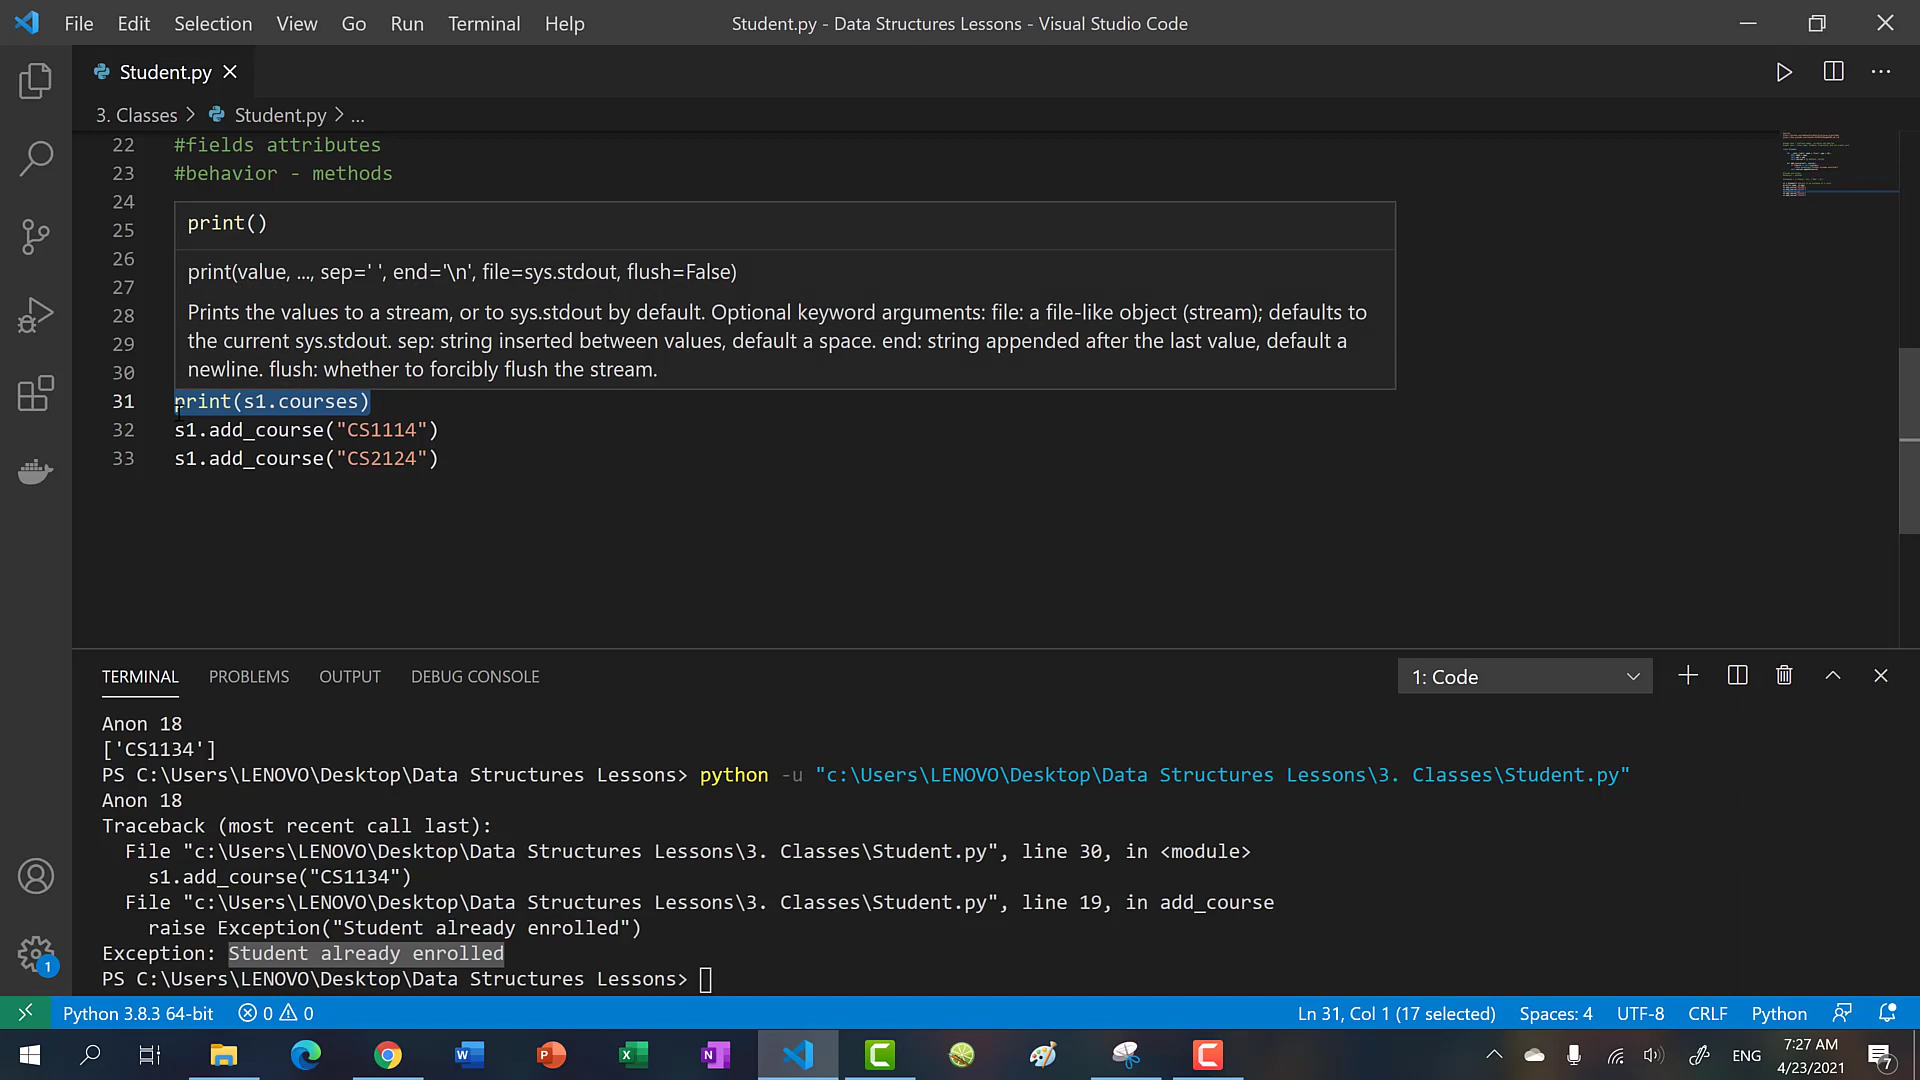 File Edit Selection View Go Run Terminal Help
Student.py - Data Structures Lessons - Visual Studio Code
Student.py
3. Classes > Student.py > ...
22 #fields attributes
23 #behavior - methods
24
print()
25
26
print(value, ..., sep=' ', end='\n', file=sys.stdout, flush=False)
27
28 Prints the values to a stream, or to sys.stdout by default. Optional keyword arguments: file: a file-like object (stream); defaults to
29 the current sys.stdout. sep: string inserted between values, default a space. end: string appended after the last value, default a
30 newline. flush: whether to forcibly flush the stream.
31 print(s1.courses)
32 s1.add_course("CS1114")
33 s1.add_course("CS2124")
TERMINAL PROBLEMS OUTPUT DEBUG CONSOLE 1: Code
Anon 18
['CS1134']
PS C:\Users\LENOVO\Desktop\Data Structures Lessons> python -u "c:\Users\LENOVO\Desktop\Data Structures Lessons\3. Classes\Student.py"
Anon 18
Traceback (most recent call last):
File "c:\Users\LENOVO\Desktop\Data Structures Lessons\3. Classes\Student.py", line 30, in <module>
s1.add_course("CS1134")
File "c:\Users\LENOVO\Desktop\Data Structures Lessons\3. Classes\Student.py", line 19, in add_course
raise Exception("Student already enrolled")
Exception: Student already enrolled
PS C:\Users\LENOVO\Desktop\Data Structures Lessons>
1
Python 3.8.3 64-bit 0 0 Ln 31, Col 1 (17 selected) Spaces: 4 UTF-8 CRLF Python
ENG
7:27 AM
4/23/2021
7